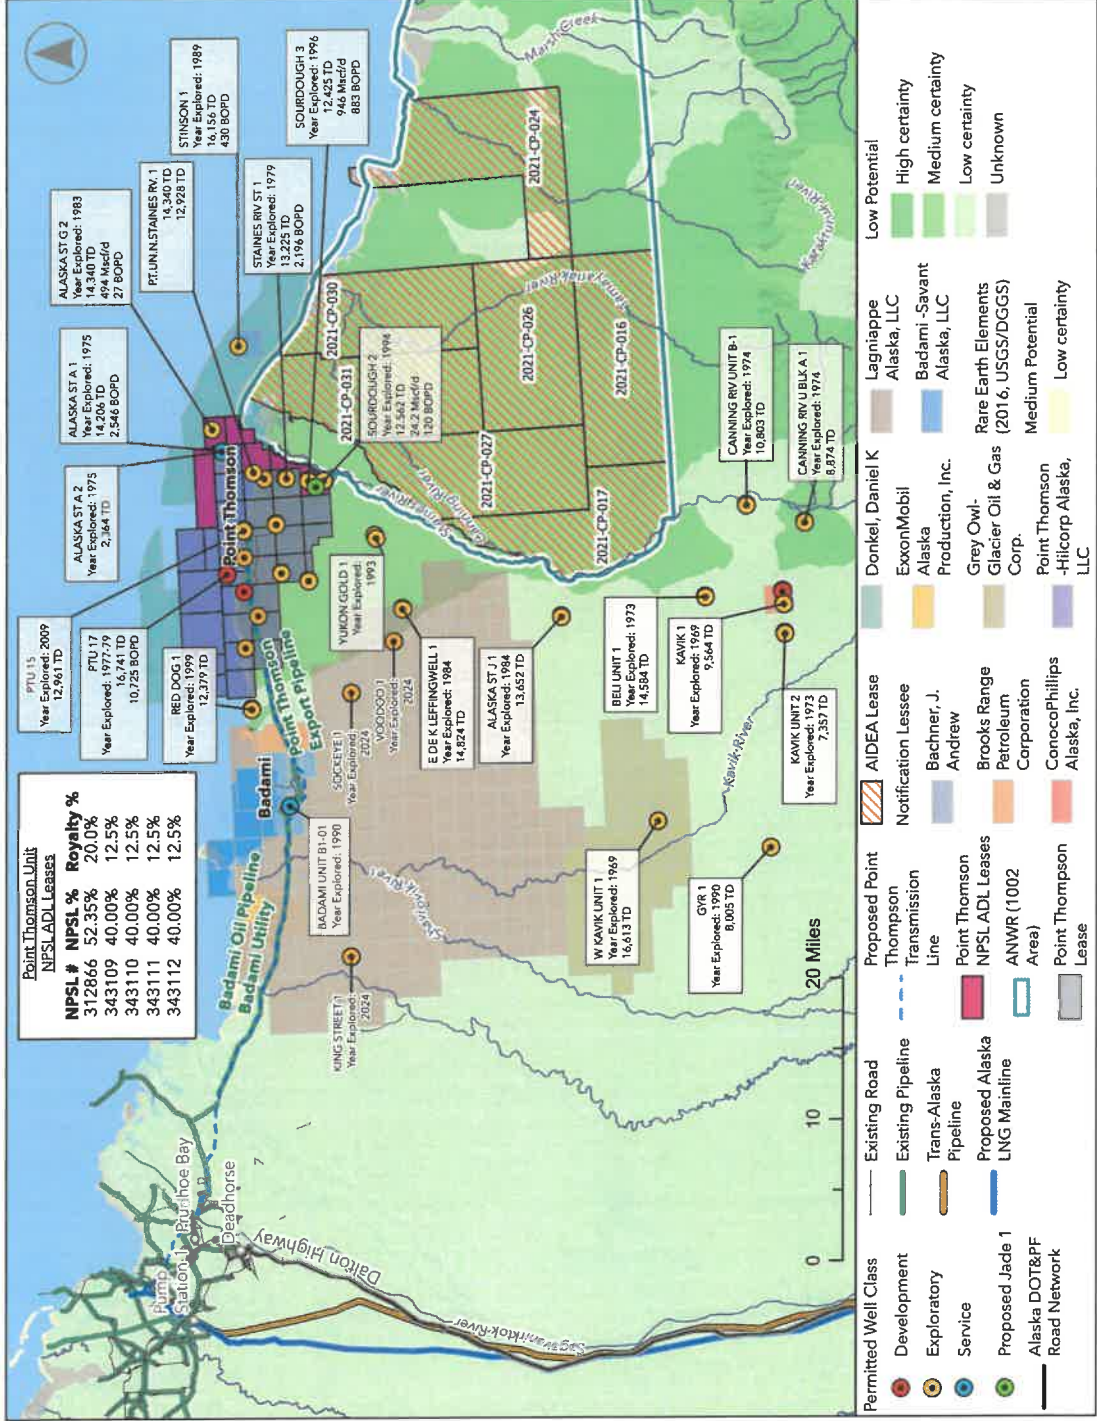 Point Thomson Unit
NPSL ADL Leases
NPSL # NPSL % Royalty %
312866 52.35% 20.0%
343109 40.00% 12.5%
343110 40.00% 12.5%
343111 40.00% 12.5%
343112 40.00% 12.5%
PTU 15
Year Explored: 2009
12,961 TD
PTU 17
Year Explored: 1977-79
16,741 TD
10,725 BOPD
RED DOG 1
Year Explored: 1999
12,379 TD
ALASKA ST A 2
Year Explored: 1975
2,364 TD
ALASKA ST A 1
Year Explored: 1975
14,206 TD
2,546 BOPD
ALASKA ST G 2
Year Explored: 1983
14,340 TD
494 Mscf/d
27 BOPD
P.T.UN.N.STAINES RV. 1
14,340 TD
12,928 TD
STINSON 1
Year Explored: 1989
16,156 TD
430 BOPD
STAINES RIV ST 1
Year Explored: 1979
13,225 TD
2,196 BOPD
SOURDOUGH 3
Year Explored: 1996
12,425 TD
946 Mscf/d
883 BOPD
Pump
Station-1
Prudhoe Bay
Deadhorse
Dalton Highway
Sagavanirktok-River
7
Badami Oil Pipeline
Badami Utility
Badami
Point Thomson
Export Pipeline
Point Thomson
BADAMI UNIT B1-01
Year Explored: 1990
KING STREET 1
Year Explored:
2024
SOCKEYE 1
Year Explored:
2024
VOODOO 1
Year Explored:
2024
YUKON GOLD 1
Year Explored:
1993
SOURDOUGH 2
Year Explored: 1994
12,562 TD
24.2 Mscf/d
120 BOPD
E DE K LEFFINGWELL 1
Year Explored: 1984
14,824 TD
ALASKA ST J 1
Year Explored: 1984
13,652 TD
Shaviovik River
Staines River
Canning River
2021-CP-030
2021-CP-031
2021-CP-026
2021-CP-027
2021-CP-016
2021-CP-017
2021-CP-024
Tamayariak River
Marsh Creek
Katakturuk River
W KAVIK UNIT 1
Year Explored: 1969
16,613 TD
GYR 1
Year Explored: 1990
8,005 TD
BELI UNIT 1
Year Explored: 1973
14,584 TD
KAVIK 1
Year Explored: 1969
9,564 TD
KAVIK UNIT 2
Year Explored: 1973
7,357 TD
CANNING RIV UNIT B-1
Year Explored: 1974
10,803 TD
CANNING RIV U BLK A 1
Year Explored: 1974
8,874 TD
Kavik-River
0 10 20 Miles
Permitted Well Class
Development
Exploratory
Service
Proposed Jade 1
Alaska DOT&PF
Road Network
Existing Road
Existing Pipeline
Trans-Alaska
Pipeline
Proposed Alaska
LNG Mainline
Proposed Point
Thompson
Transmission
Line
Point Thomson
NPSL ADL Leases
ANWR (1002
Area)
Point Thompson
Lease
AIDEA Lease
Notification Lessee
Bachner, J.
Andrew
Brooks Range
Petroleum
Corporation
ConocoPhillips
Alaska, Inc.
Donkel, Daniel K
ExxonMobil
Alaska
Production, Inc.
Grey Owl-
Glacier Oil & Gas
Corp.
Point Thomson
-Hilcorp Alaska,
LLC
Lagniappe
Alaska, LLC
Badami -Savant
Alaska, LLC
Rare Earth Elements
(2016, USGS/DGGS)
Medium Potential
Low certainty
Low Potential
High certainty
Medium certainty
Low certainty
Unknown